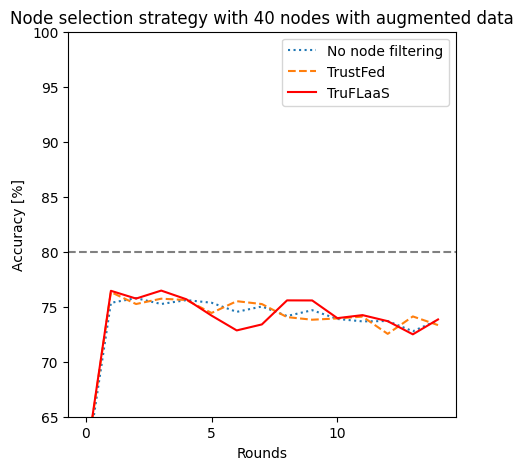 Node selection strategy with 40 nodes with augmented data
100
95
90
85
80
75
70
65
Accuracy [%]
No node filtering
TrustFed
TruFLaaS
0 5 10
Rounds